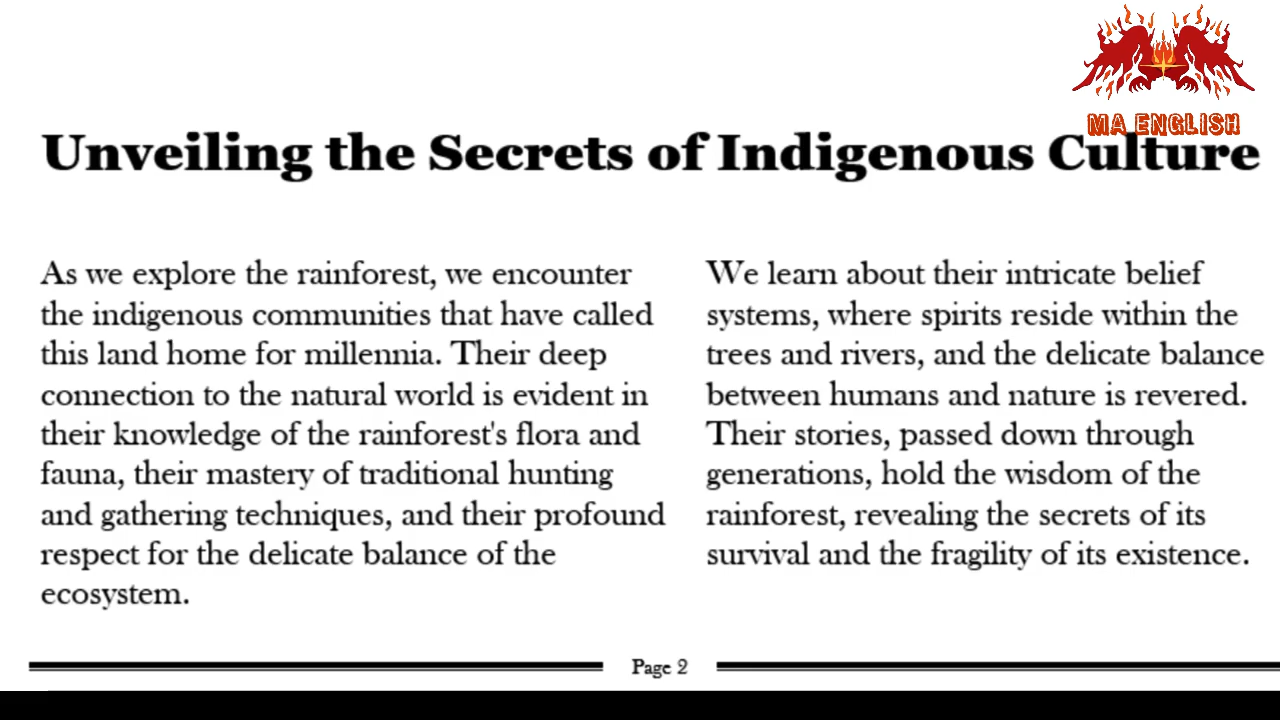 MA ENGLISH
Unveiling the Secrets of Indigenous Culture
As we explore the rainforest, we encounter
the indigenous communities that have called
this land home for millennia. Their deep
connection to the natural world is evident in
their knowledge of the rainforest's flora and
fauna, their mastery of traditional hunting
and gathering techniques, and their profound
respect for the delicate balance of the
ecosystem.
We learn about their intricate belief
systems, where spirits reside within the
trees and rivers, and the delicate balance
between humans and nature is revered.
Their stories, passed down through
generations, hold the wisdom of the
rainforest, revealing the secrets of its
survival and the fragility of its existence.
Page 2